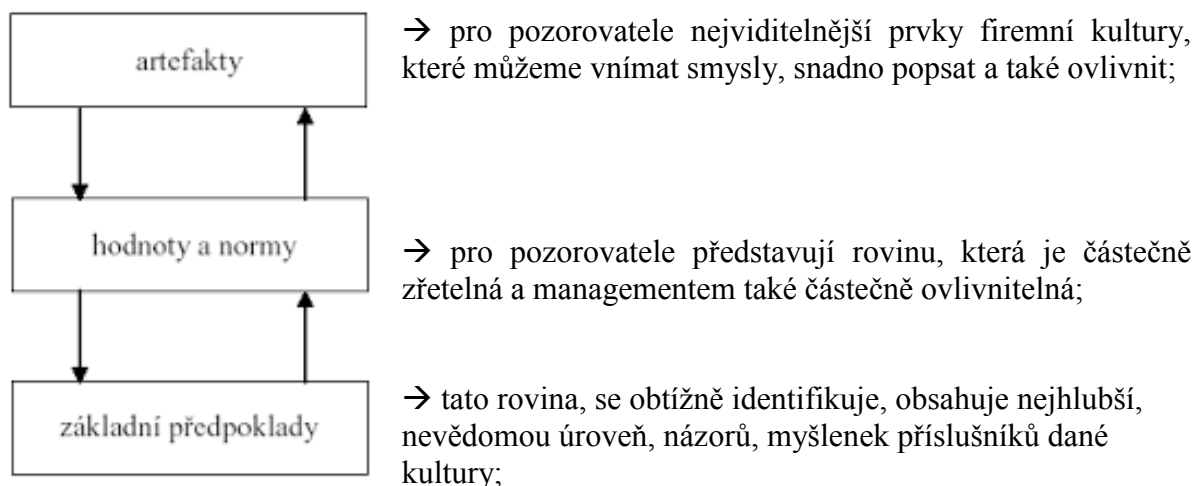 artefakty
→ pro pozorovatele nejviditelnější prvky firemní kultury,
které můžeme vnímat smysly, snadno popsat a také ovlivnit;
hodnoty a normy
→ pro pozorovatele představují rovinu, která je částečně
zřetelná a managementem také částečně ovlivnitelná;
základní předpoklady
→ tato rovina, se obtížně identifikuje, obsahuje nejhlubší,
nevědomou úroveň, názorů, myšlenek příslušníků dané
kultury;